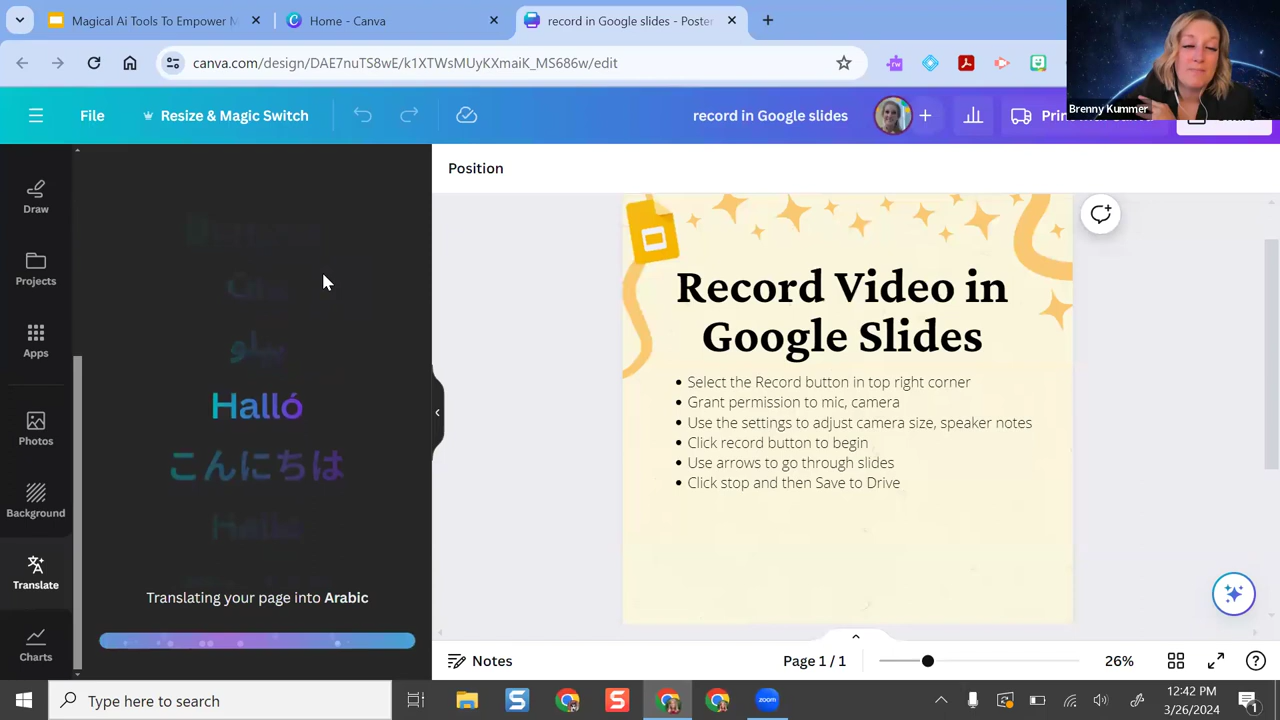 Magical Ai Tools To Empower M
Home - Canva
record in Google slides - Poster
canva.com/design/DAE7nuTS8wE/k1XTWsMUyKXmaiK_MS686w/edit
Brenny Kummer
File
Resize & Magic Switch
record in Google slides
Position
Draw
Projects
Apps
Photos
Background
Translate
Charts
Halló
こんにちは
Translating your page into Arabic
Record Video in
Google Slides
• Select the Record button in top right corner
• Grant permission to mic, camera
• Use the settings to adjust camera size, speaker notes
• Click record button to begin
• Use arrows to go through slides
• Click stop and then Save to Drive
Notes
Page 1 / 1
26%
Type here to search
zoom
12:42 PM
3/26/2024